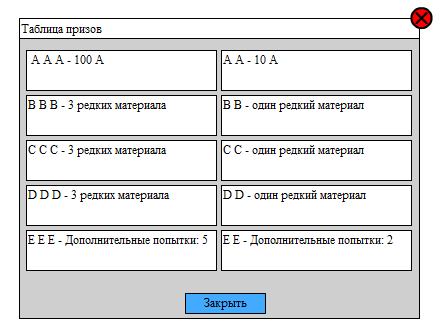 Таблица призов
A A A - 100 A
A A - 10 A
B B B - 3 редких материала
B B - один редкий материал
C C C - 3 редких материала
C C - один редкий материал
D D D - 3 редких материала
D D - один редкий материал
E E E - Дополнительные попытки: 5
E E - Дополнительные попытки: 2
Закрыть